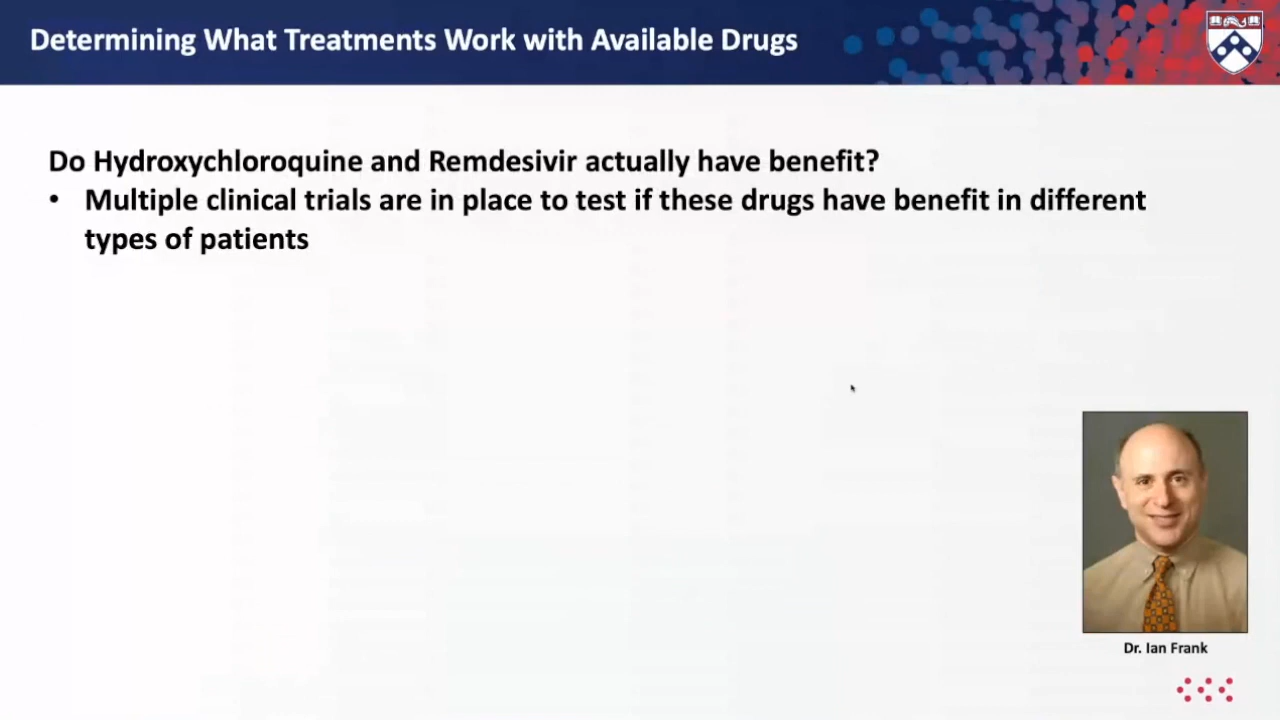 Determining What Treatments Work with Available Drugs
Do Hydroxychloroquine and Remdesivir actually have benefit?
• Multiple clinical trials are in place to test if these drugs have benefit in different
types of patients
Dr. Ian Frank